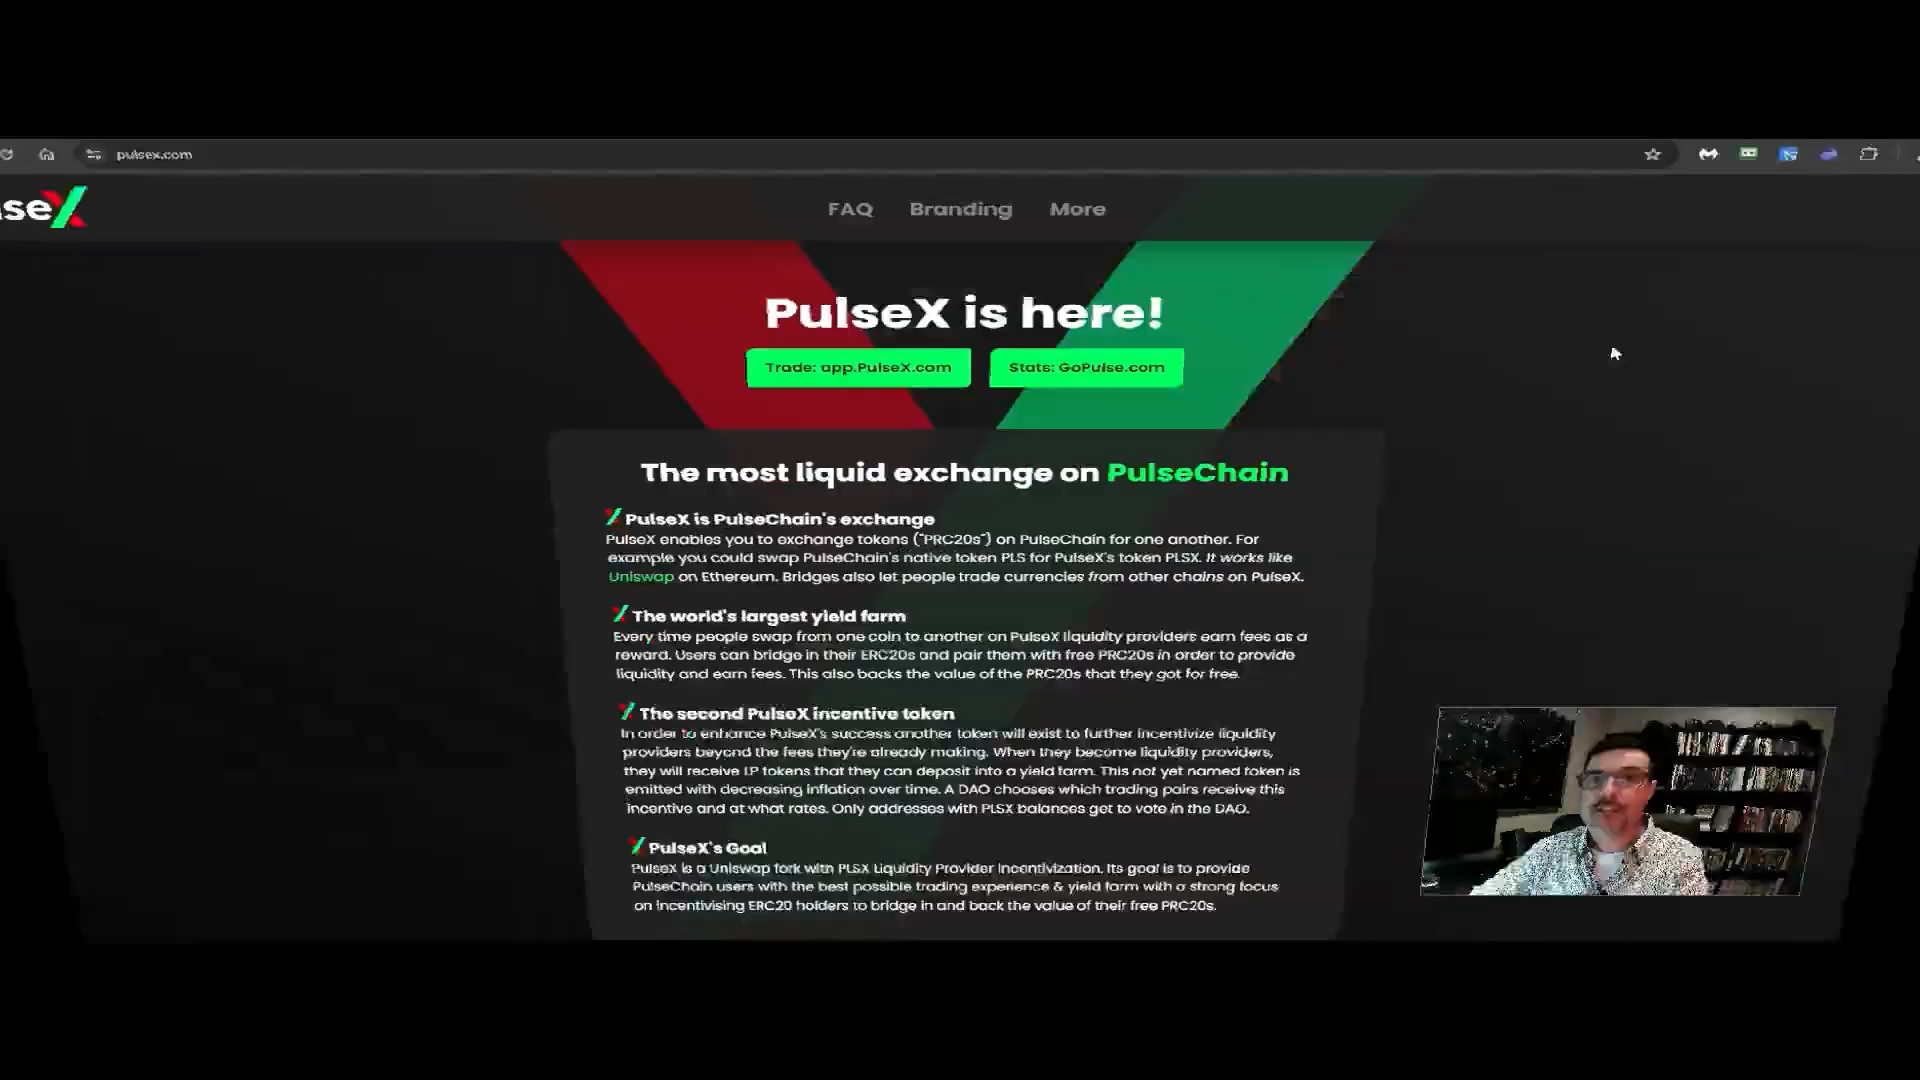 pulsex.com
seX
FAQ Branding More
PulseX is here!
Trade: app.PulseX.com Stats: GoPulse.com
The most liquid exchange on PulseChain
PulseX is PulseChain's exchange
PulseX enables you to exchange tokens ("PRC20s") on PulseChain for one another. For
example you could swap PulseChain's native token PLS for PulseX's token PLSX. It works like
Uniswap on Ethereum. Bridges also let people trade currencies from other chains on PulseX.
The world's largest yield farm
Every time people swap from one coin to another on PulseX liquidity providers earn fees as a
reward. Users can bridge in their ERC20s and pair them with free PRC20s in order to provide
liquidity and earn fees. This also backs the value of the PRC20s that they got for free.
The second PulseX incentive token
In order to enhance PulseX's success another token will exist to further incentivize liquidity
providers beyond the fees they're already making. When they become liquidity providers,
they will receive LP tokens that they can deposit into a yield farm. This not yet named token is
emitted with decreasing inflation over time. A DAO chooses which trading pairs receive this
incentive and at what rates. Only addresses with PLSX balances get to vote in the DAO.
PulseX's Goal
PulseX is a Uniswap fork with PLSX Liquidity Provider Incentivization. Its goal is to provide
PulseChain users with the best possible trading experience & yield farm with a strong focus
on incentivising ERC20 holders to bridge in and back the value of their free PRC20s.